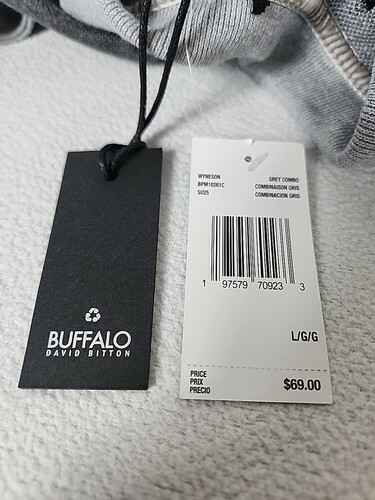 BUFFALO
DAVID BITTON
WYNESON
BPM10261C
SU25
GREY COMBO
COMBINAISON GRIS
COMBINACION GRIS
1 97579 70923 3
L/G/G
PRICE
PRIX
PRECIO
$69.00